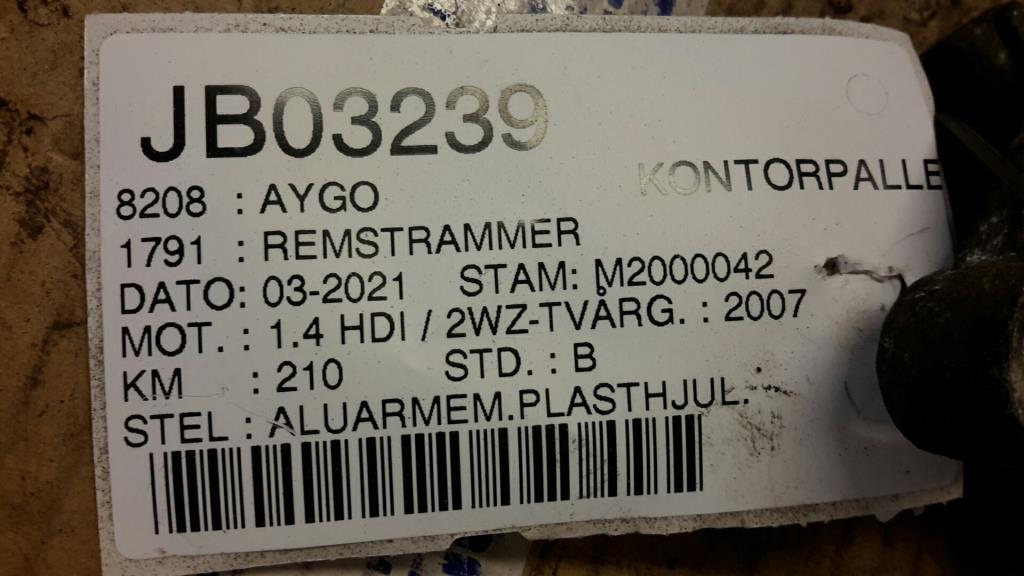 JB03239
KONTORPALLE
8208 : AYGO
1791 : REMSTRAMMER
DATO: 03-2021 STAM: M2000042
MOT. : 1.4 HDI / 2WZ-TVÅRG. : 2007
KM : 210 STD. : B
STEL : ALUARMEM.PLASTHJUL.